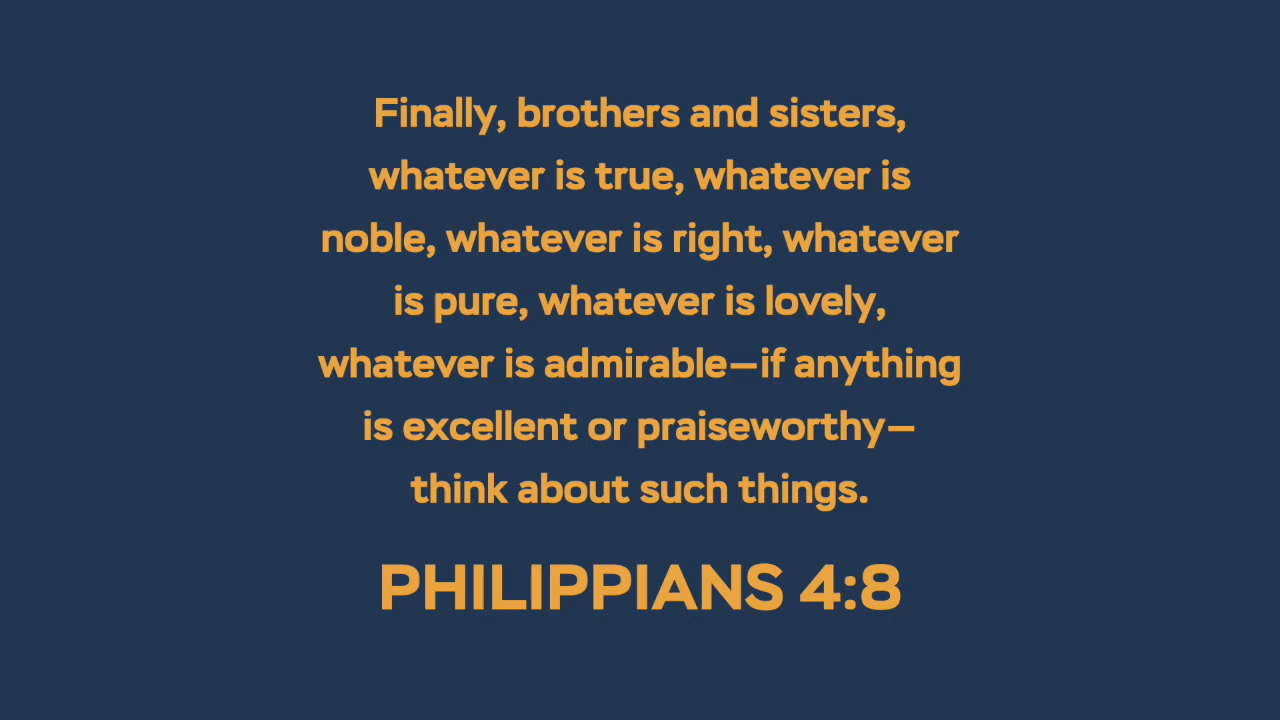 Finally, brothers and sisters,
whatever is true, whatever is
noble, whatever is right, whatever
is pure, whatever is lovely,
whatever is admirable—if anything
is excellent or praiseworthy—
think about such things.
PHILIPPIANS 4:8